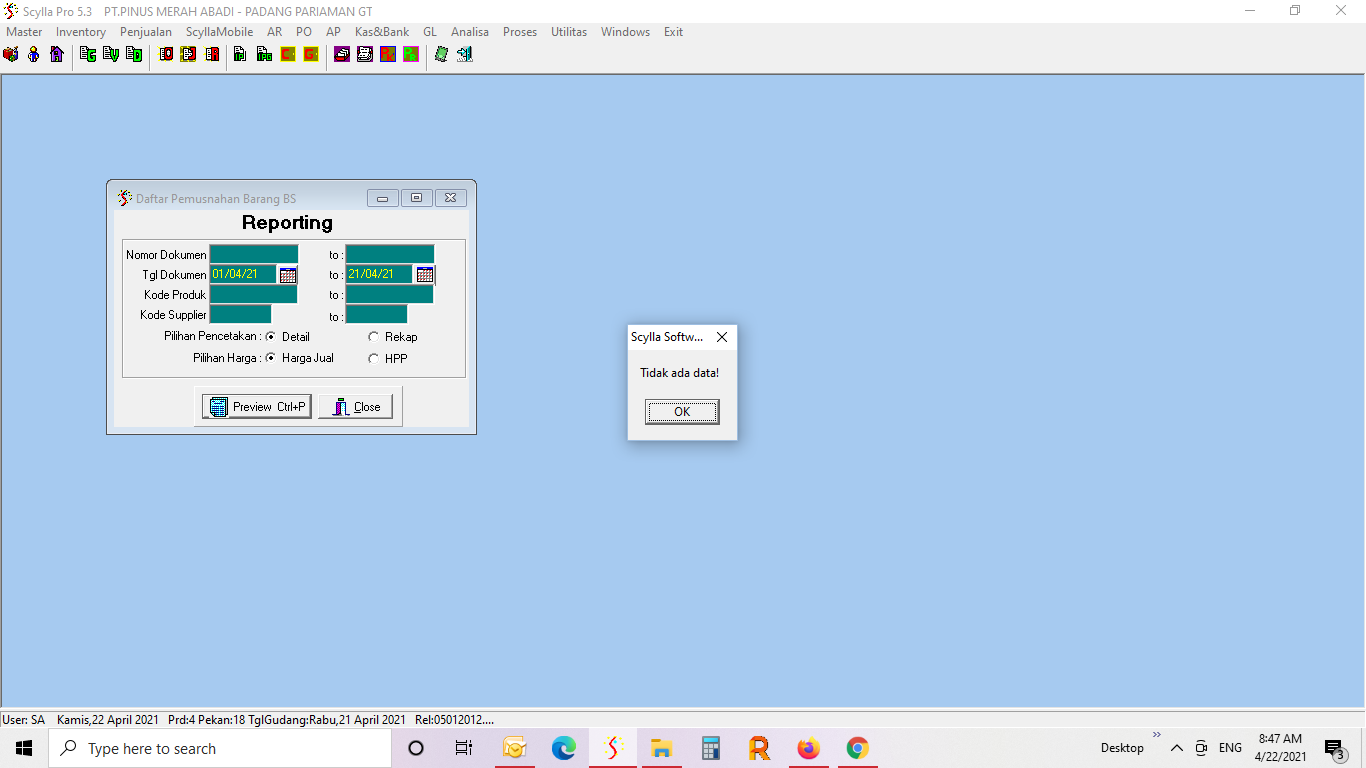 Scylla Pro 5.3 PT.PINUS MERAH ABADI - PADANG PARIAMAN GT
Master Inventory Penjualan ScyllaMobile AR PO AP Kas&Bank GL Analisa Proses Utilitas Windows Exit
Daftar Pemusnahan Barang BS
Reporting
Nomor Dokumen to :
Tgl Dokumen 01/04/21 to : 21/04/21
Kode Produk to :
Kode Supplier to :
Pilihan Pencetakan : Detail Rekap
Pilihan Harga : Harga Jual HPP
Preview Ctrl+P Close
Scylla Softw...
Tidak ada data!
OK
User: SA Kamis,22 April 2021 Prd:4 Pekan:18 TglGudang:Rabu,21 April 2021 Rel:05012012....
Type here to search
Desktop
ENG
8:47 AM
4/22/2021
3